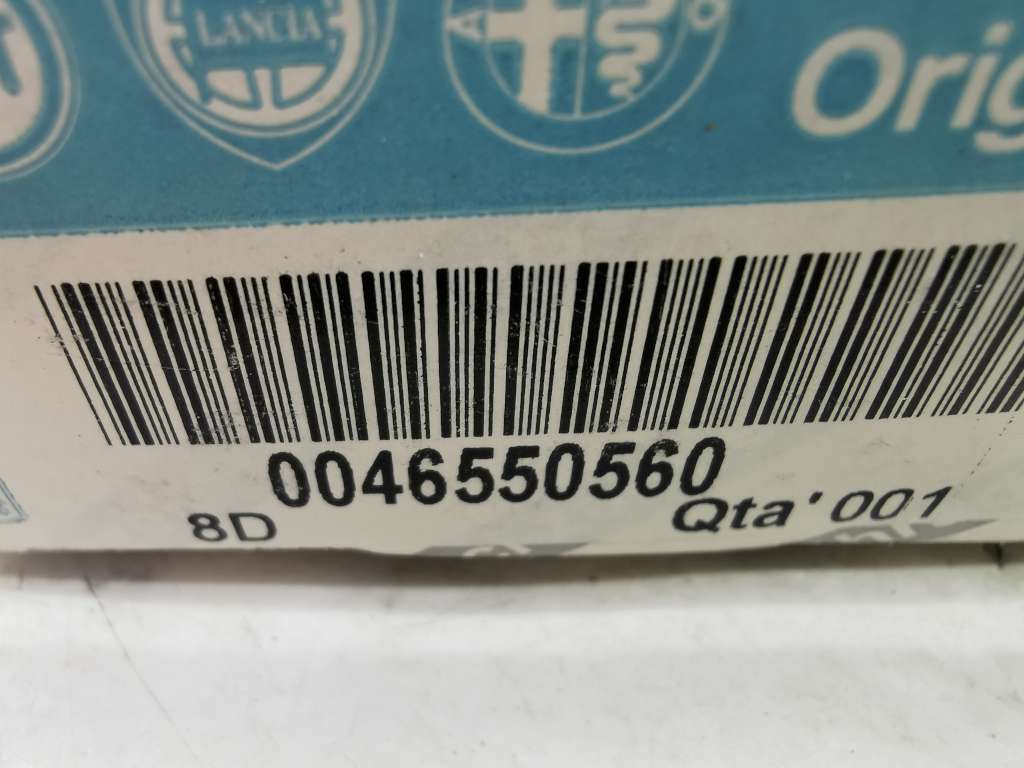 LANCIA
A O
Orig
0046550560
8D Qta' 001